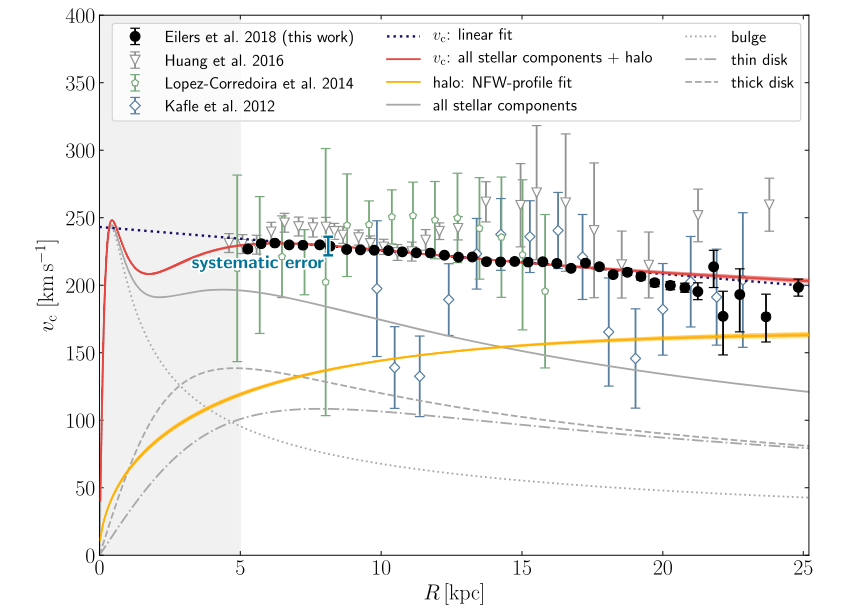 Eilers et al. 2018 (this work)
Huang et al. 2016
Lopez-Corredoira et al. 2014
Kafle et al. 2012
v_c: linear fit
v_c: all stellar components + halo
halo: NFW-profile fit
all stellar components
bulge
thin disk
thick disk
400
350
300
250
200
150
100
50
0
v_c [km s⁻¹]
systematic error
0 5 10 15 20 25
R [kpc]